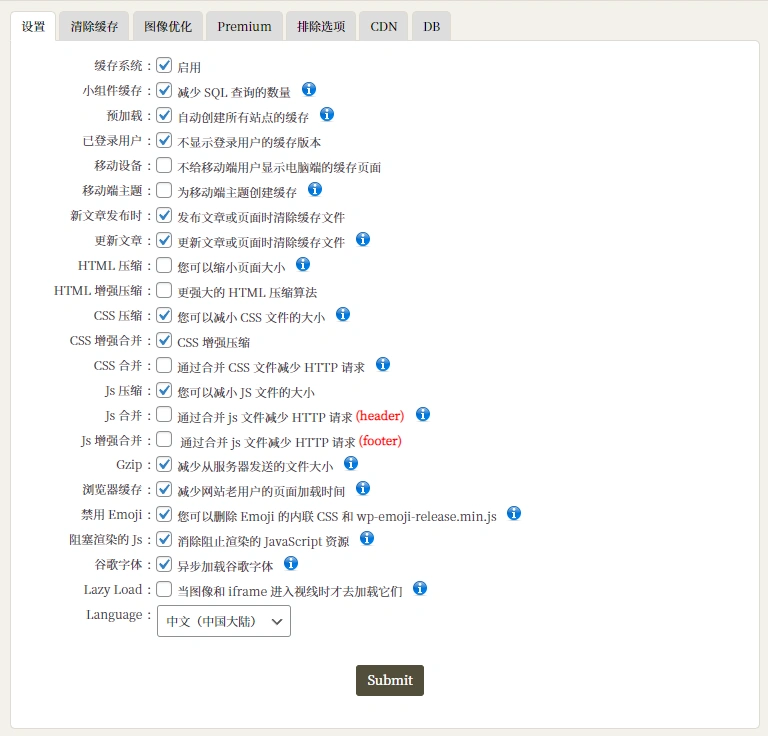 设置 清除缓存 图像优化 Premium 排除选项 CDN DB
缓存系统： 启用
小组件缓存： 减少 SQL 查询的数量
预加载： 自动创建所有站点的缓存
已登录用户： 不显示登录用户的缓存版本
移动设备： 不给移动端用户显示电脑端的缓存页面
移动端主题： 为移动端主题创建缓存
新文章发布时： 发布文章或页面时清除缓存文件
更新文章： 更新文章或页面时清除缓存文件
HTML 压缩： 您可以缩小页面大小
HTML 增强压缩： 更强大的 HTML 压缩算法
CSS 压缩： 您可以减小 CSS 文件的大小
CSS 增强合并： CSS 增强压缩
CSS 合并： 通过合并 CSS 文件减少 HTTP 请求
Js 压缩： 您可以减小 JS 文件的大小
Js 合并： 通过合并 js 文件减少 HTTP 请求 (header)
Js 增强合并： 通过合并 js 文件减少 HTTP 请求 (footer)
Gzip： 减少从服务器发送的文件大小
浏览器缓存： 减少网站老用户的页面加载时间
禁用 Emoji： 您可以删除 Emoji 的内联 CSS 和 wp-emoji-release.min.js
阻塞渲染的 Js： 消除阻止渲染的 JavaScript 资源
谷歌字体： 异步加载谷歌字体
Lazy Load： 当图像和 iframe 进入视线时才去加载它们
Language： 中文（中国大陆）
Submit